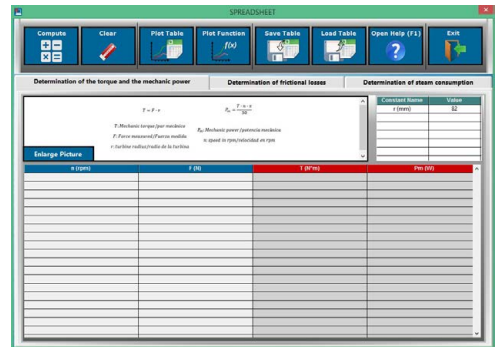 SPREADSHEET
Compute
Clear
Plot Table
Plot Function
Save Table
Load Table
Open Help (F1)
Exit
f(x)
Determination of the torque and the mechanic power
Determination of frictional losses
Determination of steam consumption
T = F · r
T: Mechanic torque/par mecánico
F: Force measured/Fuerza medida
r: turbine radius/radio de la turbina
Pm: Mechanic power/potencia mecánica
n: speed in rpm/velocidad en rpm
Enlarge Picture
Constant Name
Value
r (mm)
n (rpm)
F (N)
T (N*m)
Pm (W)